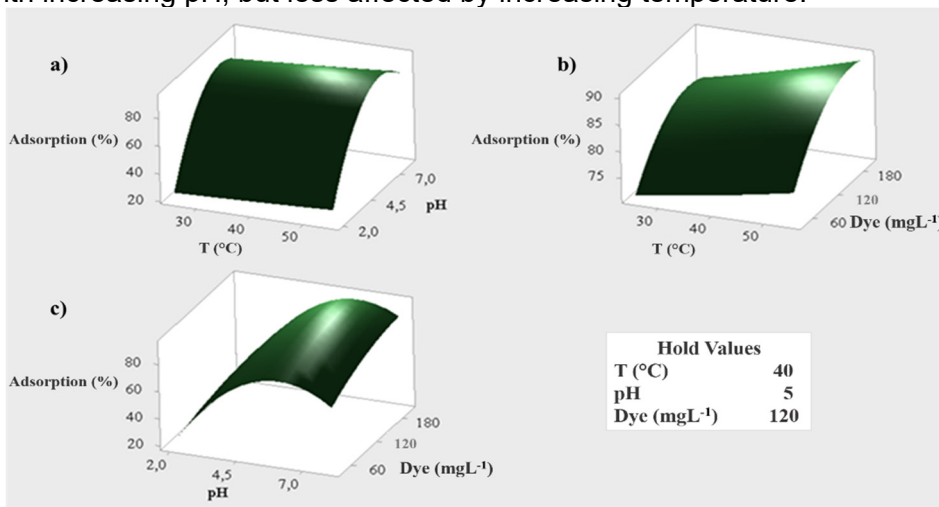 th increasing pH, but less affected by increasing temperature.
a)
Adsorption (%)
80
60
40
20
30
40
50
T (°C)
2,0
4,5
7,0
pH
b)
Adsorption (%)
90
85
80
75
30
40
50
T (°C)
60
120
180
Dye (mgL⁻¹)
c)
Adsorption (%)
80
60
40
20
2,0
4,5
7,0
pH
60
120
180
Dye (mgL⁻¹)
Hold Values
T (°C) 40
pH 5
Dye (mgL⁻¹) 120